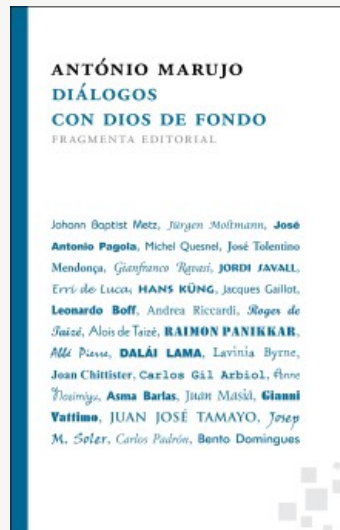 ANTÓNIO MARUJO
DIÁLOGOS
CON DIOS DE FONDO
FRAGMENTA EDITORIAL
Johann Baptist Metz, Jürgen Moltmann, José
Antonio Pagola, Michel Quesnel, José Tolentino
Mendonça, Gianfranco Ravasi, JORDI SAVALL,
Erri de Luca, HANS KÜNG, Jacques Gaillot,
Leonardo Boff, Andrea Riccardi, Roger de
Taizé, Alois de Taizé, RAIMON PANIKKAR,
Abbé Pierre, DALÁI LAMA, Lavinia Byrne,
Joan Chittister, Carlos Gil Arbiol, Anne
Nasimiyu, Asma Barlas, Juan Masiá, Gianni
Vattimo, JUAN JOSÉ TAMAYO, Josep
M. Soler, Carlos Padrón, Bento Domingues